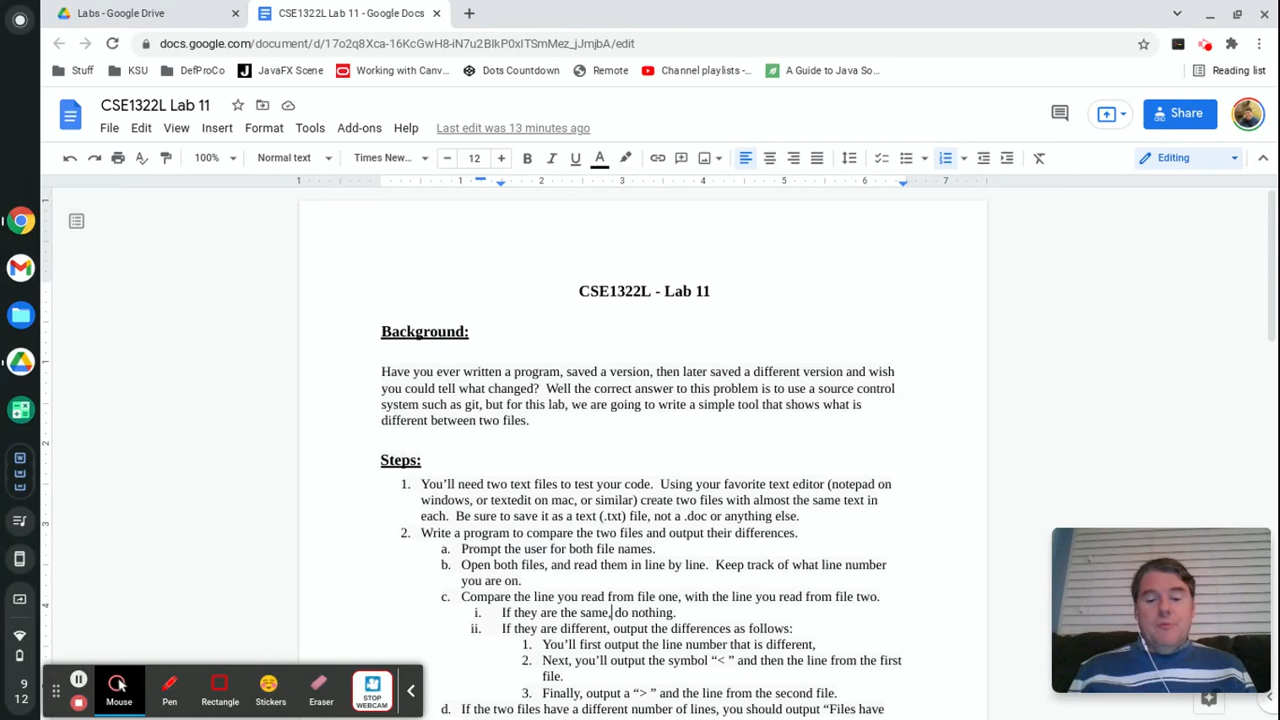 Labs - Google Drive
CSE1322L Lab 11 - Google Docs
docs.google.com/document/d/17o2q8Xca-16KcGwH8-iN7u2BIkP0xITSmMez_jJmjbA/edit
Stuff KSU DefProCo JavaFX Scene Working with Canv... Dots Countdown Remote Channel playlists -... A Guide to Java So... Reading list
CSE1322L Lab 11
Share
File Edit View Insert Format Tools Add-ons Help Last edit was 13 minutes ago
100% Normal text Times New... 12 Editing
1 1 2 3 4 5 6 7
CSE1322L - Lab 11
Background:
Have you ever written a program, saved a version, then later saved a different version and wish
you could tell what changed? Well the correct answer to this problem is to use a source control
system such as git, but for this lab, we are going to write a simple tool that shows what is
different between two files.
Steps:
1. You'll need two text files to test your code. Using your favorite text editor (notepad on
windows, or textedit on mac, or similar) create two files with almost the same text in
each. Be sure to save it as a text (.txt) file, not a .doc or anything else.
2. Write a program to compare the two files and output their differences.
a. Prompt the user for both file names.
b. Open both files, and read them in line by line. Keep track of what line number
you are on.
c. Compare the line you read from file one, with the line you read from file two.
i. If they are the same, do nothing.
ii. If they are different, output the differences as follows:
1. You'll first output the line number that is different,
2. Next, you'll output the symbol “< ” and then the line from the first
file.
3. Finally, output a “> ” and the line from the second file.
d. If the two files have a different number of lines, you should output “Files have
9
12
Mouse Pen Rectangle Stickers Eraser STOP
WEBCAM